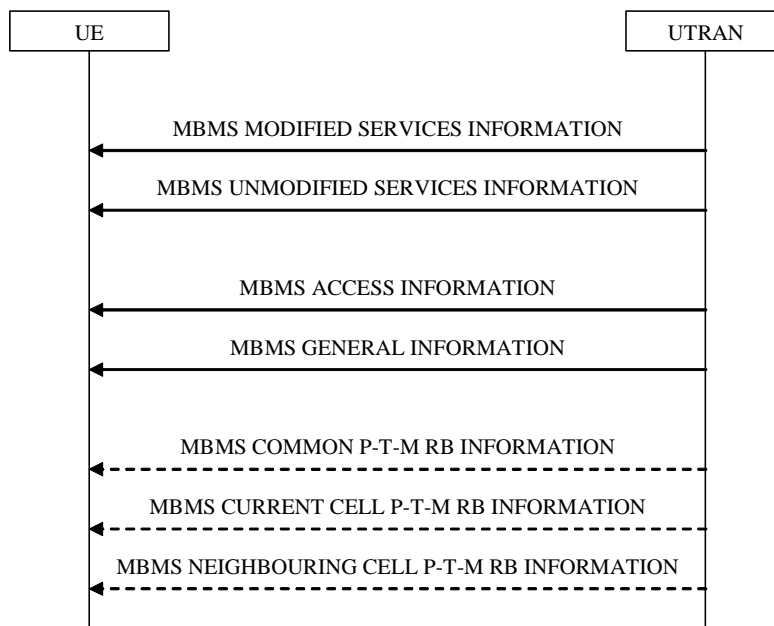 UE
UTRAN
MBMS MODIFIED SERVICES INFORMATION
MBMS UNMODIFIED SERVICES INFORMATION
MBMS ACCESS INFORMATION
MBMS GENERAL INFORMATION
MBMS COMMON P-T-M RB INFORMATION
MBMS CURRENT CELL P-T-M RB INFORMATION
MBMS NEIGHBOURING CELL P-T-M RB INFORMATION